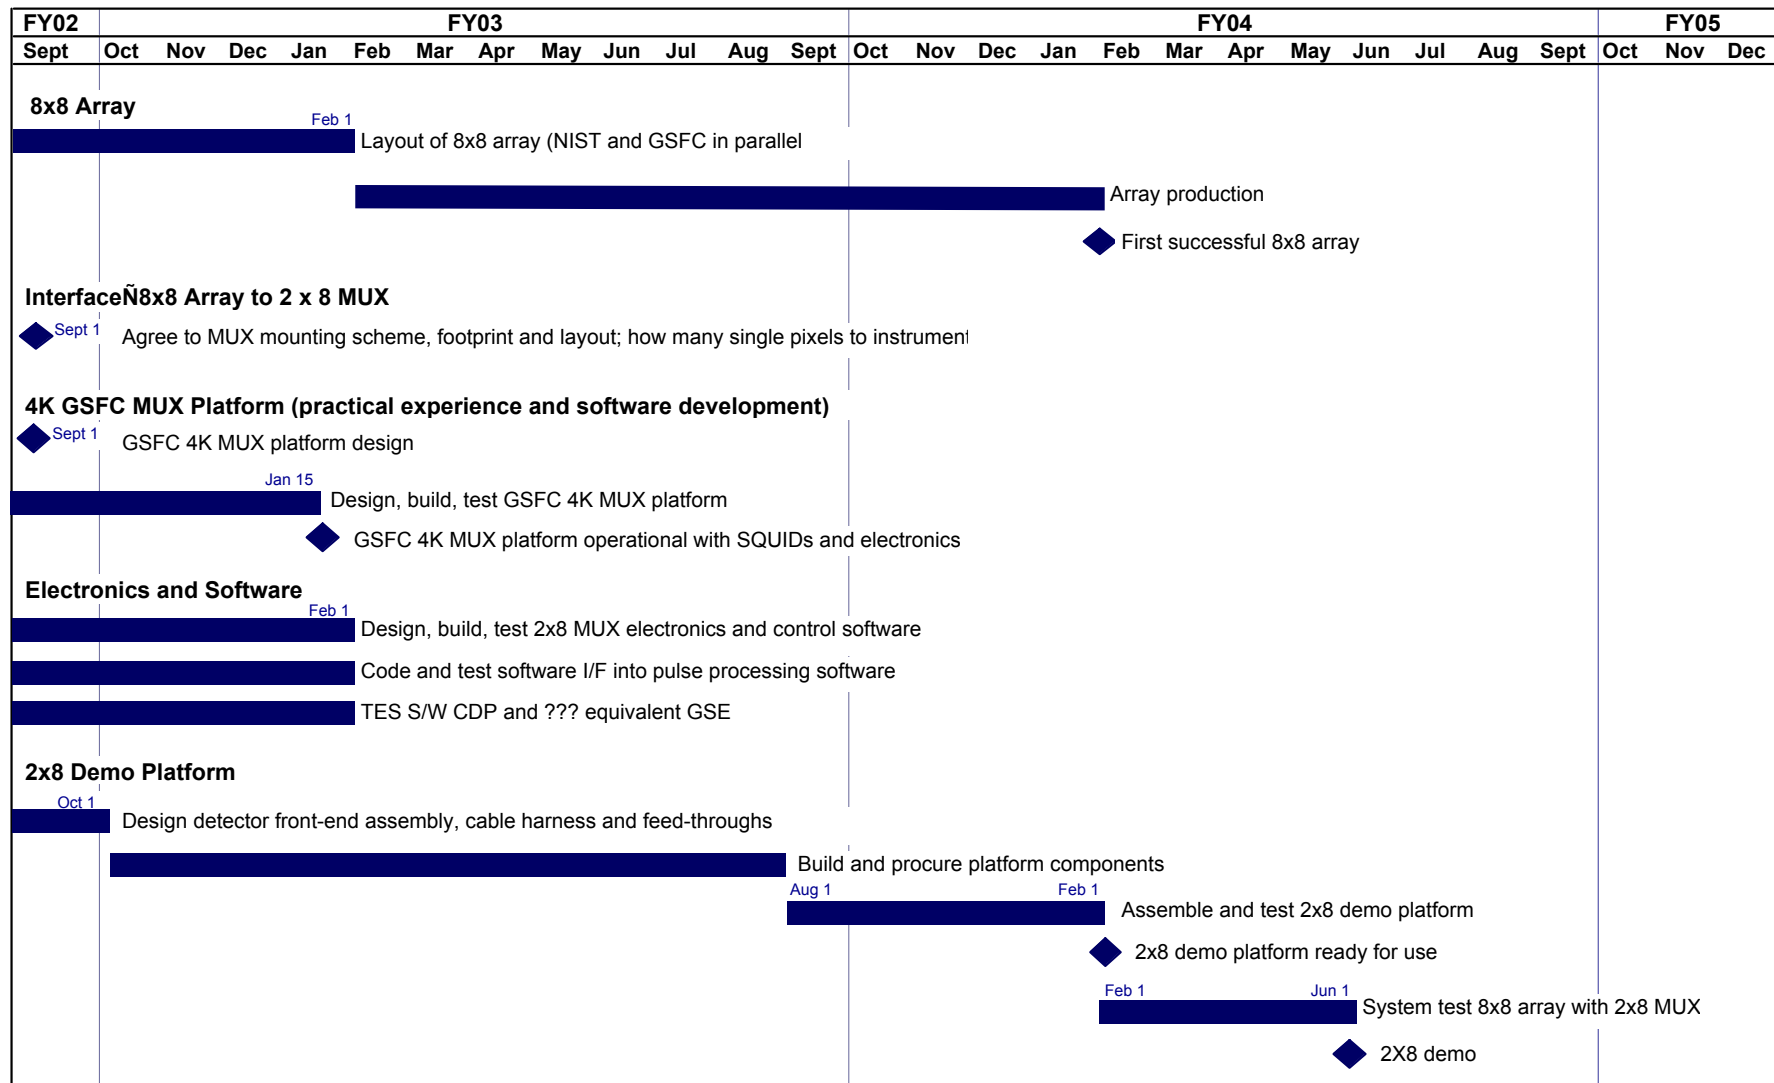 FY02 FY03 FY04 FY05
Sept Oct Nov Dec Jan Feb Mar Apr May Jun Jul Aug Sept Oct Nov Dec Jan Feb Mar Apr May Jun Jul Aug Sept Oct Nov Dec
8x8 Array
Feb 1
Layout of 8x8 array (NIST and GSFC in parallel
Array production
First successful 8x8 array
InterfaceÑ8x8 Array to 2 x 8 MUX
Sept 1
Agree to MUX mounting scheme, footprint and layout; how many single pixels to instrument
4K GSFC MUX Platform (practical experience and software development)
Sept 1
GSFC 4K MUX platform design
Jan 15
Design, build, test GSFC 4K MUX platform
GSFC 4K MUX platform operational with SQUIDs and electronics
Electronics and Software
Feb 1
Design, build, test 2x8 MUX electronics and control software
Code and test software I/F into pulse processing software
TES S/W CDP and ??? equivalent GSE
2x8 Demo Platform
Oct 1
Design detector front-end assembly, cable harness and feed-throughs
Build and procure platform components
Aug 1 Feb 1
Assemble and test 2x8 demo platform
2x8 demo platform ready for use
Feb 1 Jun 1
System test 8x8 array with 2x8 MUX
2X8 demo